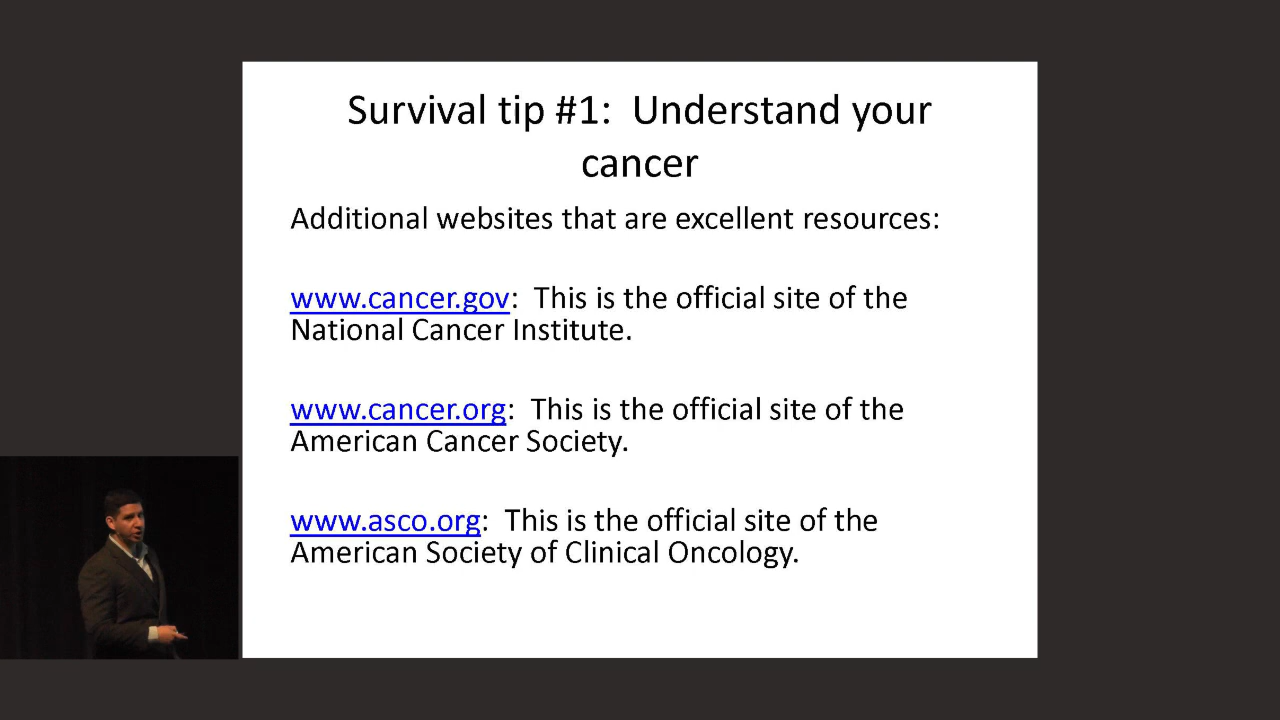 Survival tip #1: Understand your
cancer
Additional websites that are excellent resources:
www.cancer.gov: This is the official site of the
National Cancer Institute.
www.cancer.org: This is the official site of the
American Cancer Society.
www.asco.org: This is the official site of the
American Society of Clinical Oncology.